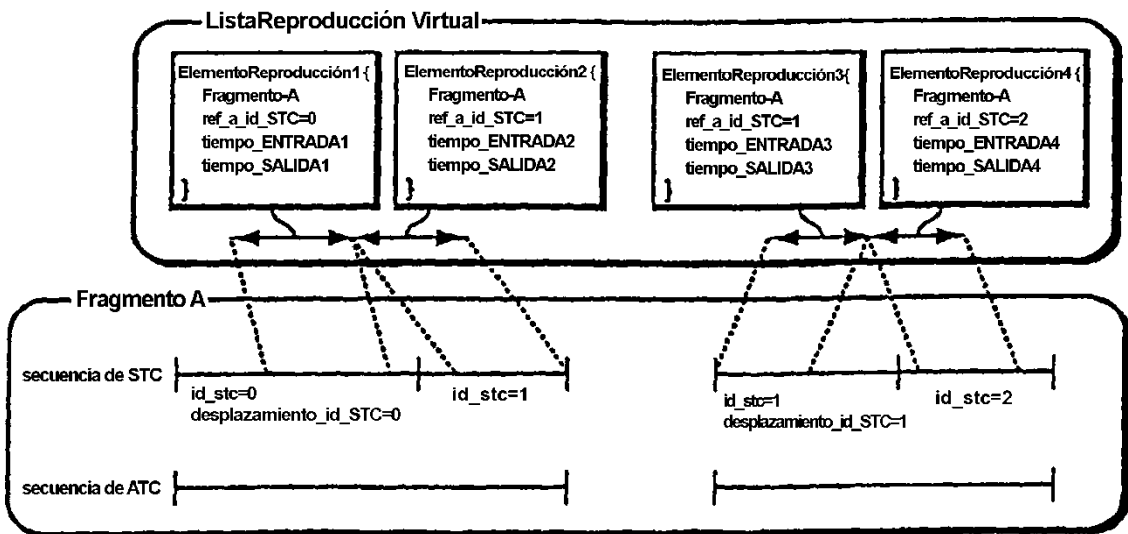 ListaReproducción Virtual
ElementoReproducción1 {
Fragmento-A
ref_a_id_STC=0
tiempo_ENTRADA1
tiempo_SALIDA1
}
ElementoReproducción2 {
Fragmento-A
ref_a_id_STC=1
tiempo_ENTRADA2
tiempo_SALIDA2
}
ElementoReproducción3{
Fragmento-A
ref_a_id_STC=1
tiempo_ENTRADA3
tiempo_SALIDA3
}
ElementoReproducción4 {
Fragmento-A
ref_a_id_STC=2
tiempo_ENTRADA4
tiempo_SALIDA4
}
Fragmento A
secuencia de STC
id_stc=0
desplazamiento_id_STC=0
id_stc=1
id_stc=1
desplazamiento_id_STC=1
id_stc=2
secuencia de ATC